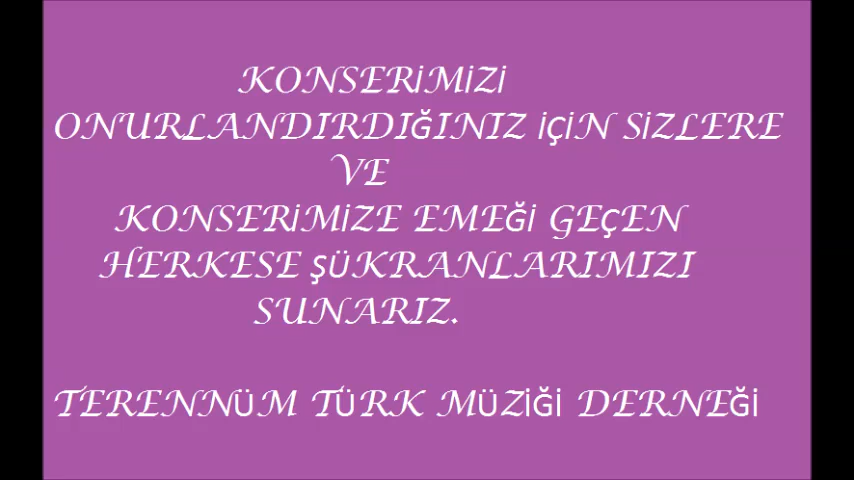 KONSERİMİZİ
ONURLANDIRDIĞINIZ İÇİN SİZLERE
VE
KONSERİMİZE EMEĞİ GEÇEN
HERKESE ŞÜKRANLARIMIZI
SUNARIZ.
TERENNÜM TÜRK MÜZİĞİ DERNEĞİ